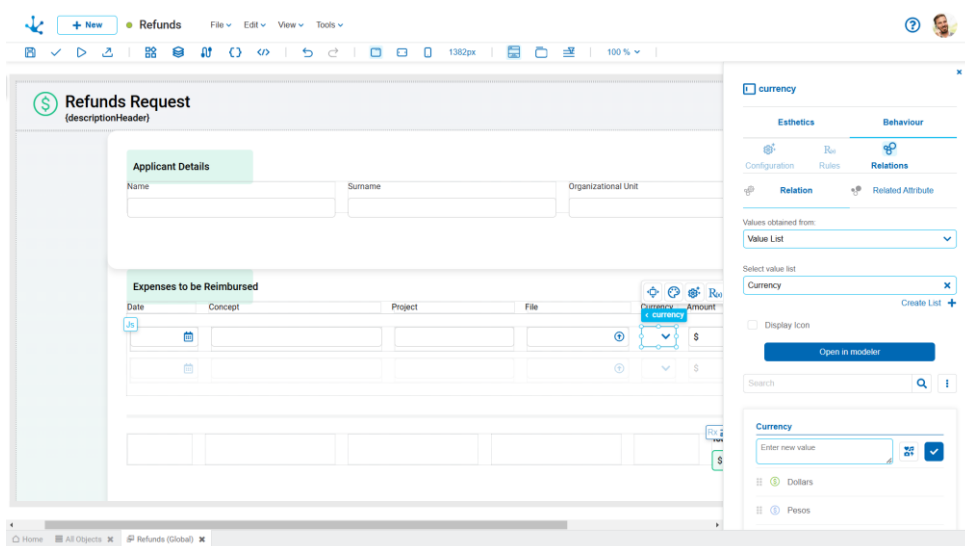 + New
Refunds
File
Edit
View
Tools
1382px
100 %
Refunds Request
{descriptionHeader}
Applicant Details
Name
Surname
Organizational Unit
Expenses to be Reimbursed
Date
Concept
Project
File
Currency
Amount
currency
Js
$
$
Rx
$
currency
Esthetics
Behaviour
Configuration
Rules
Relations
Relation
Related Attribute
Values obtained from:
Value List
Select value list
Currency
Create List +
Display Icon
Open in modeler
Search
Currency
Enter new value
Dollars
Pesos
Home
All Objects
Refunds (Global)